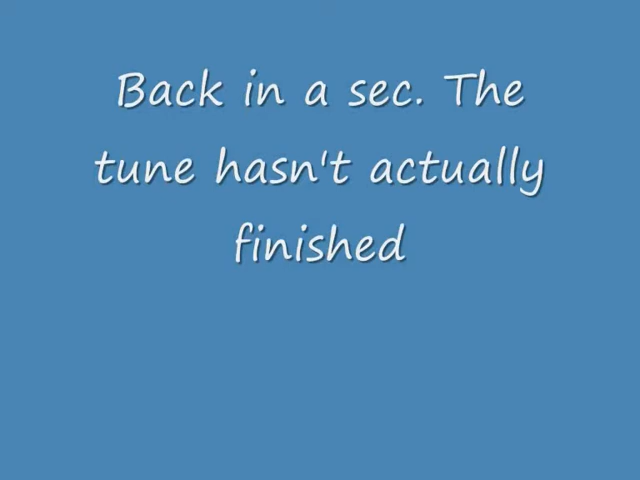 Back in a sec. The
tune hasn't actually
finished